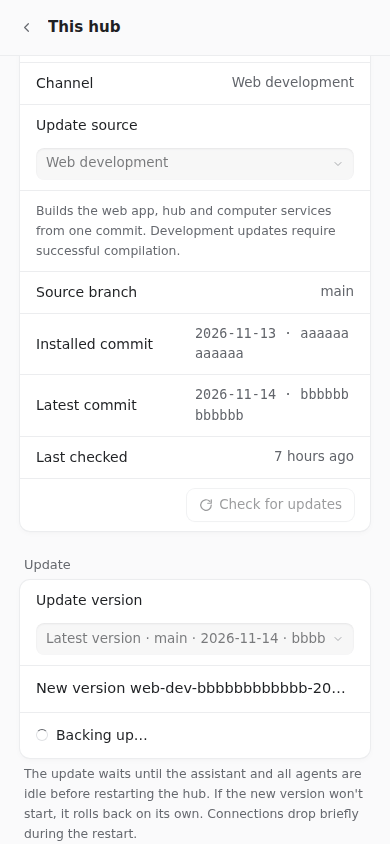 This hub
Channel
Web development
Update source
Web development
Builds the web app, hub and computer services
from one commit. Development updates require
successful compilation.
Source branch
main
Installed commit
2026-11-13 · aaaaaa
aaaaaa
Latest commit
2026-11-14 · bbbbbb
bbbbbb
Last checked
7 hours ago
Check for updates
Update
Update version
Latest version · main · 2026-11-14 · bbbb
New version web-dev-bbbbbbbbbbbb-20…
Backing up…
The update waits until the assistant and all agents are
idle before restarting the hub. If the new version won't
start, it rolls back on its own. Connections drop briefly
during the restart.